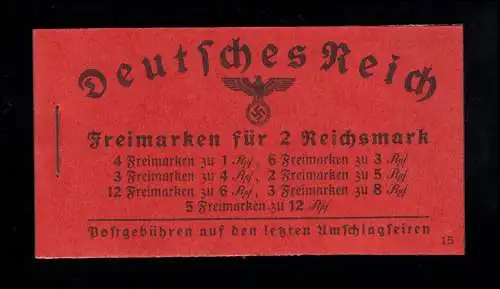 Deutsches Reich
Freimarken für 2 Reichsmark
4 Freimarken zu 1 Rpf, 6 Freimarken zu 3 Rpf
3 Freimarken zu 4 Rpf, 2 Freimarken zu 5 Rpf
12 Freimarken zu 6 Rpf, 3 Freimarken zu 8 Rpf
5 Freimarken zu 12 Rpf
Postgebühren auf den letzten Umschlagseiten
15